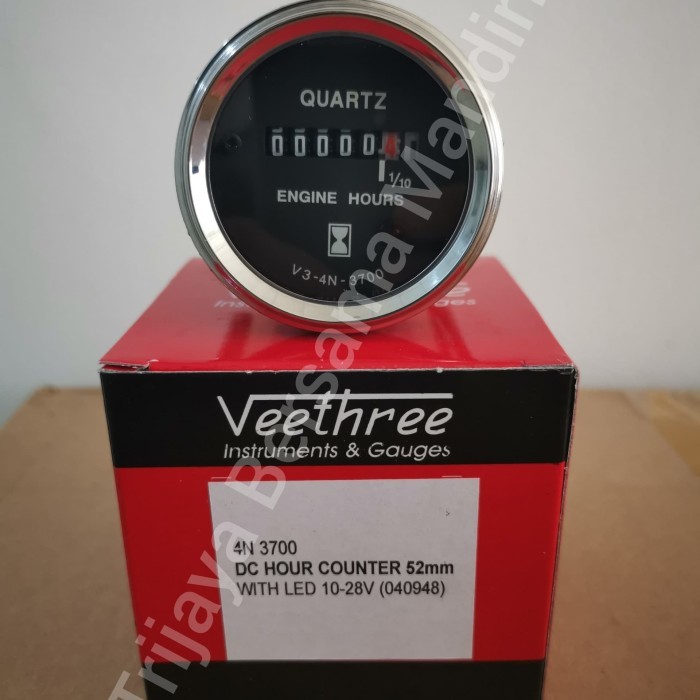 QUARTZ
00000.4
1/10
ENGINE HOURS
V3-4N-3700
Veethree
Instruments & Gauges
4N 3700
DC HOUR COUNTER 52mm
WITH LED 10-28V (040948)
Trijaya Bersama Mandiri